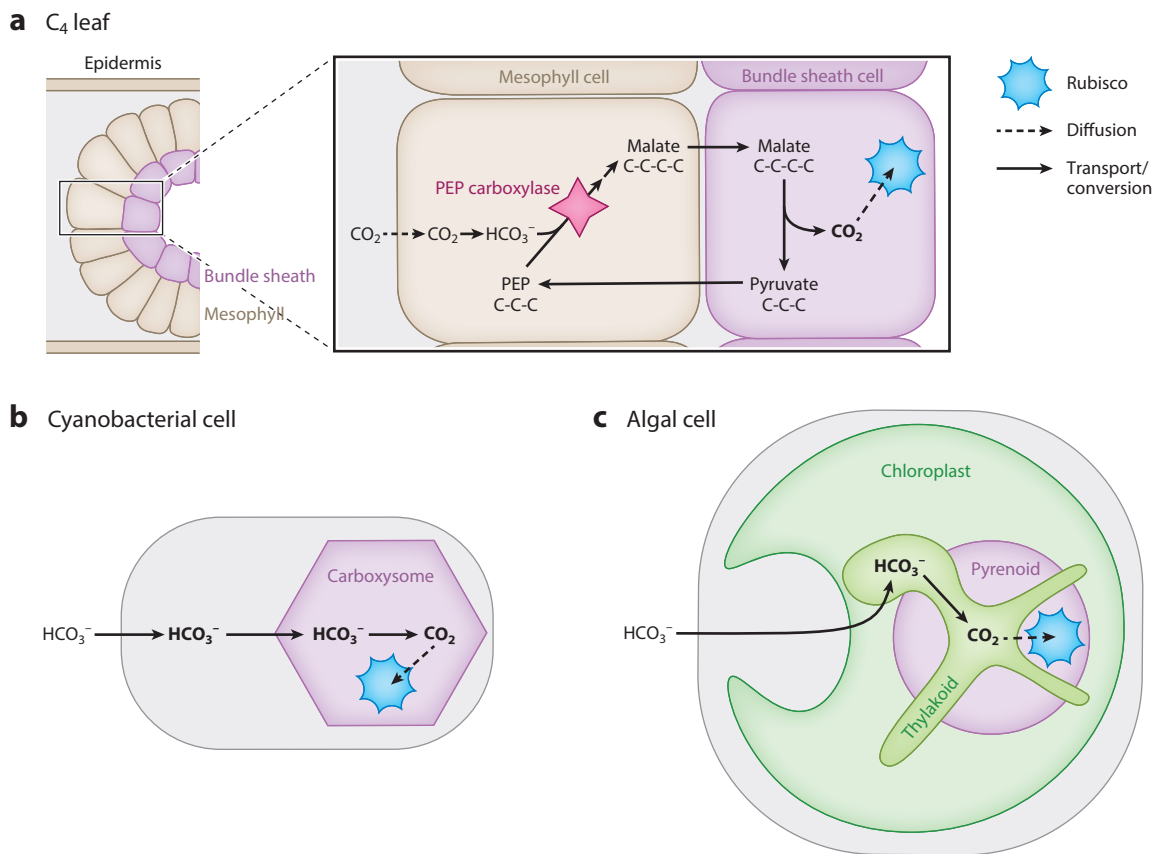 a C₄ leaf
Epidermis
Bundle sheath
Mesophyll
Mesophyll cell
Bundle sheath cell
Malate
C-C-C-C
Malate
C-C-C-C
PEP carboxylase
CO₂
CO₂
HCO₃⁻
CO₂
PEP
C-C-C
Pyruvate
C-C-C
Rubisco
Diffusion
Transport/
conversion
b Cyanobacterial cell
Carboxysome
HCO₃⁻
HCO₃⁻
HCO₃⁻
CO₂
c Algal cell
Chloroplast
HCO₃⁻
Pyrenoid
HCO₃⁻
CO₂
Thylakoid